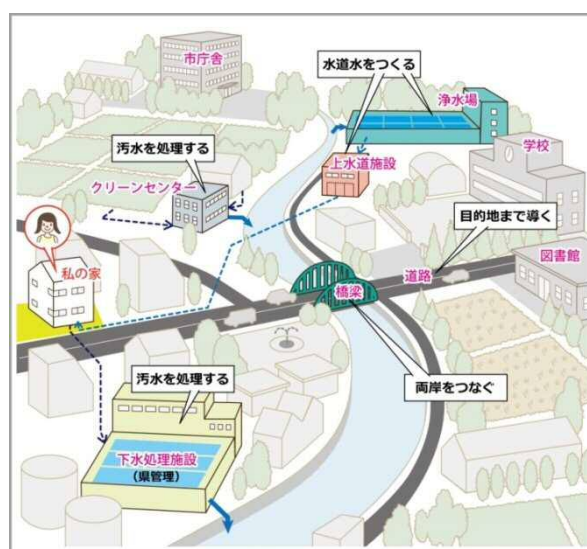 市庁舎
水道水をつくる
浄水場
汚水を処理する
上水道施設
学校
クリーンセンター
目的地まで導く
図書館
私の家
道路
橋梁
汚水を処理する
両岸をつなぐ
下水処理施設
(県管理)